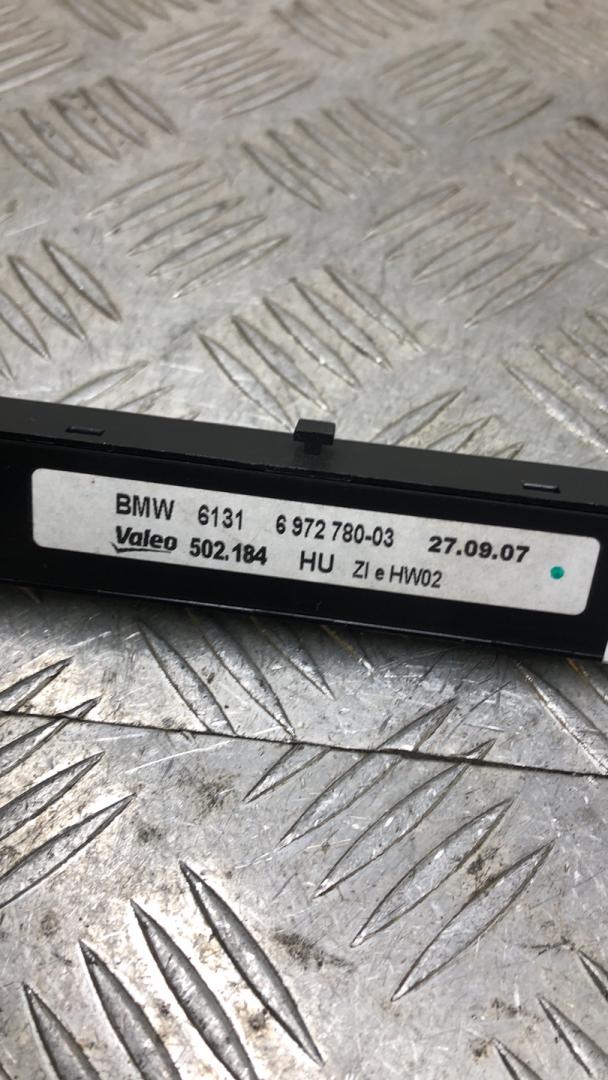 BMW 6131 6 972 780-03 27.09.07
Valeo 502.184 HU ZI e HW02